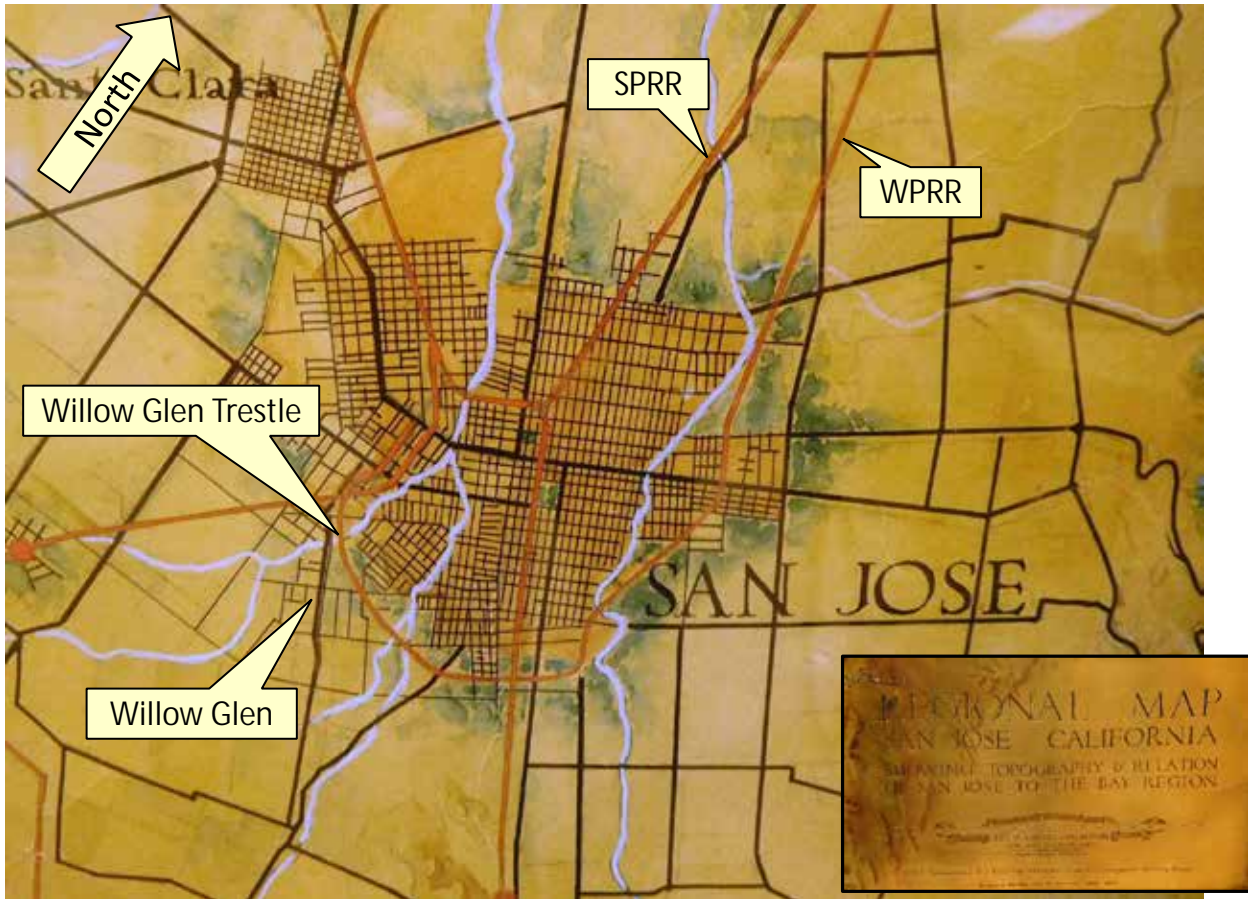 Santa Clara
North
SPRR
WPRR
Willow Glen Trestle
SAN JOSE
Willow Glen
REGIONAL MAP
SAN JOSE CALIFORNIA
SHOWING TOPOGRAPHY & RELATION
OF SAN JOSE TO THE BAY REGION